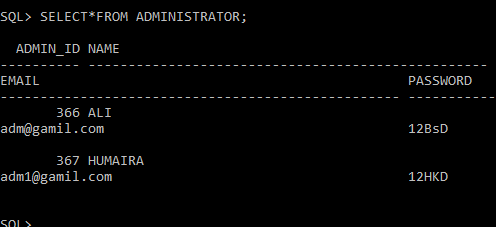 SQL> SELECT*FROM ADMINISTRATOR;
ADMIN_ID NAME
---------- --------------------------------------------------
EMAIL                                              PASSWORD
-------------------------------------------------- ----------
366 ALI
adm@gamil.com                                      12BsD
367 HUMAIRA
adm1@gamil.com                                     12HKD
SQL>